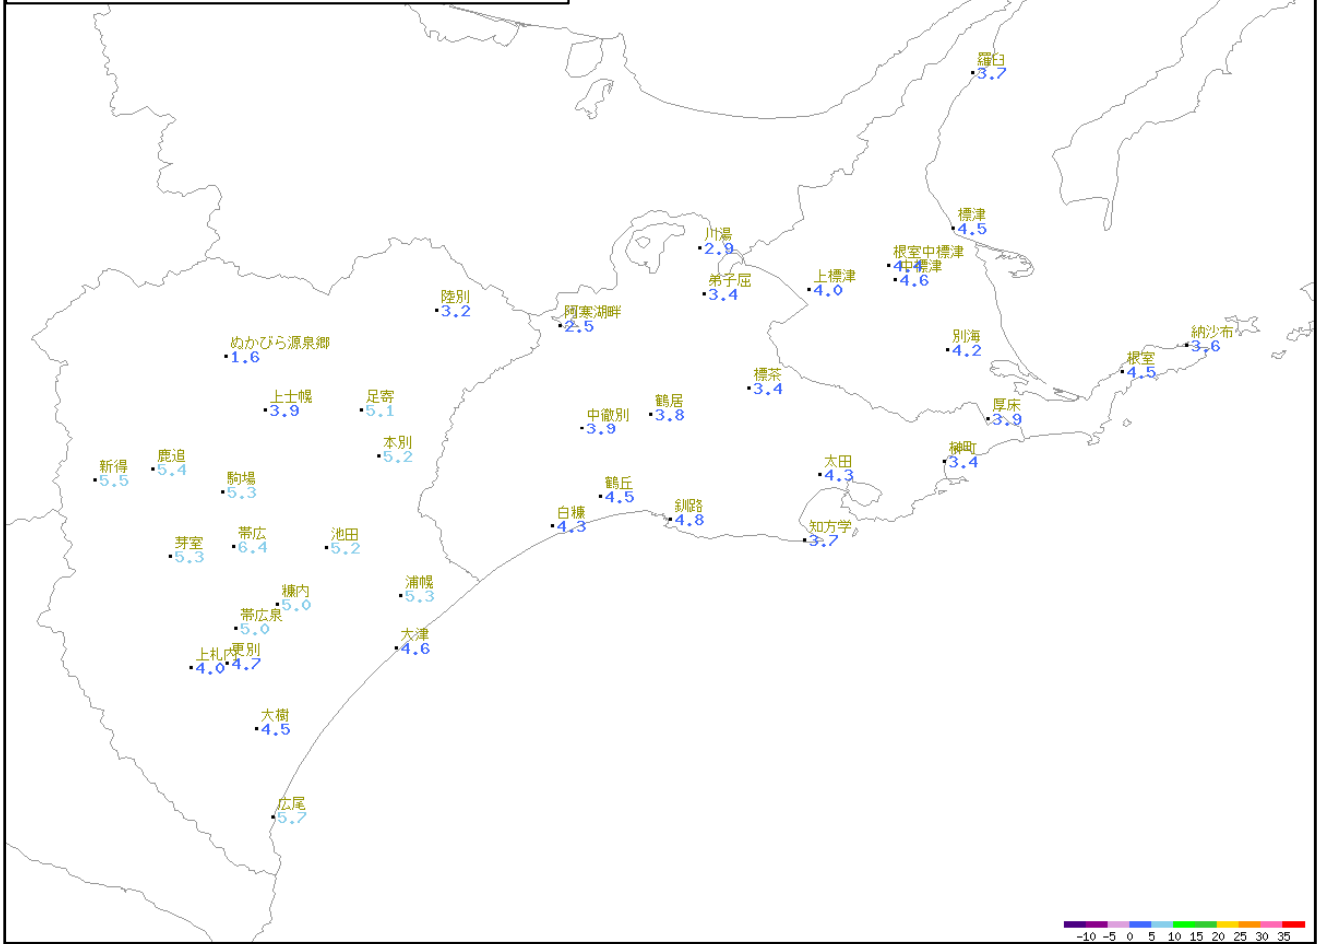 羅臼
3.7
標津
4.5
川湯
2.9
根室中標津
4.4
中標津
4.6
上標津
4.0
弟子屈
3.4
陸別
3.2
阿寒湖畔
2.5
納沙布
3.6
ぬかびら源泉郷
1.6
別海
4.2
根室
4.5
標茶
3.4
上士幌
3.9
足寄
5.1
鶴居
3.8
厚床
3.9
中徹別
3.9
本別
5.2
榊町
3.4
鹿追
5.4
新得
5.5
太田
4.3
駒場
5.3
鶴丘
4.5
釧路
4.8
白糠
4.3
知方学
3.7
帯広
6.4
池田
5.2
芽室
5.3
浦幌
5.3
糠内
5.0
帯広泉
5.0
大津
4.6
更別
4.7
上札内
4.0
大樹
4.5
広尾
5.7
-10 -5 0 5 10 15 20 25 30 35